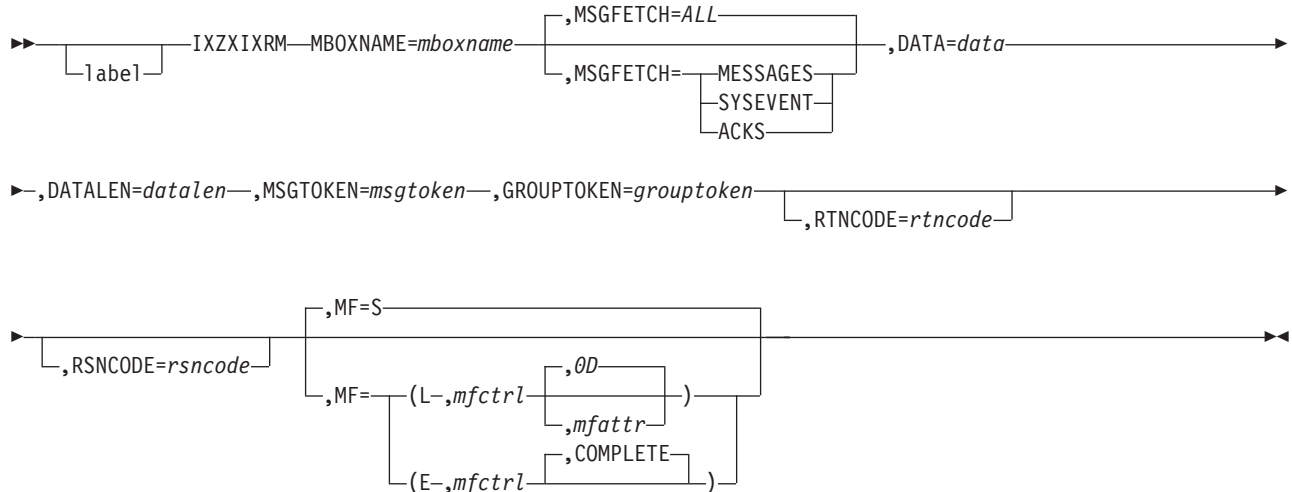 ,MSGFETCH=ALL
IXZXIXRM MBOXNAME=mboxname ,DATA=data
label ,MSGFETCH= MESSAGES
SYSEVENT
ACKS
,DATALEN=datalen ,MSGTOKEN=msgtoken ,GROUPTOKEN=grouptoken
,RTNCODE=rtncode
,MF=S
,RSNCODE=rsncode
,0D
,MF= (L ,mfctrl )
,mfattr
,COMPLETE
(E ,mfctrl )